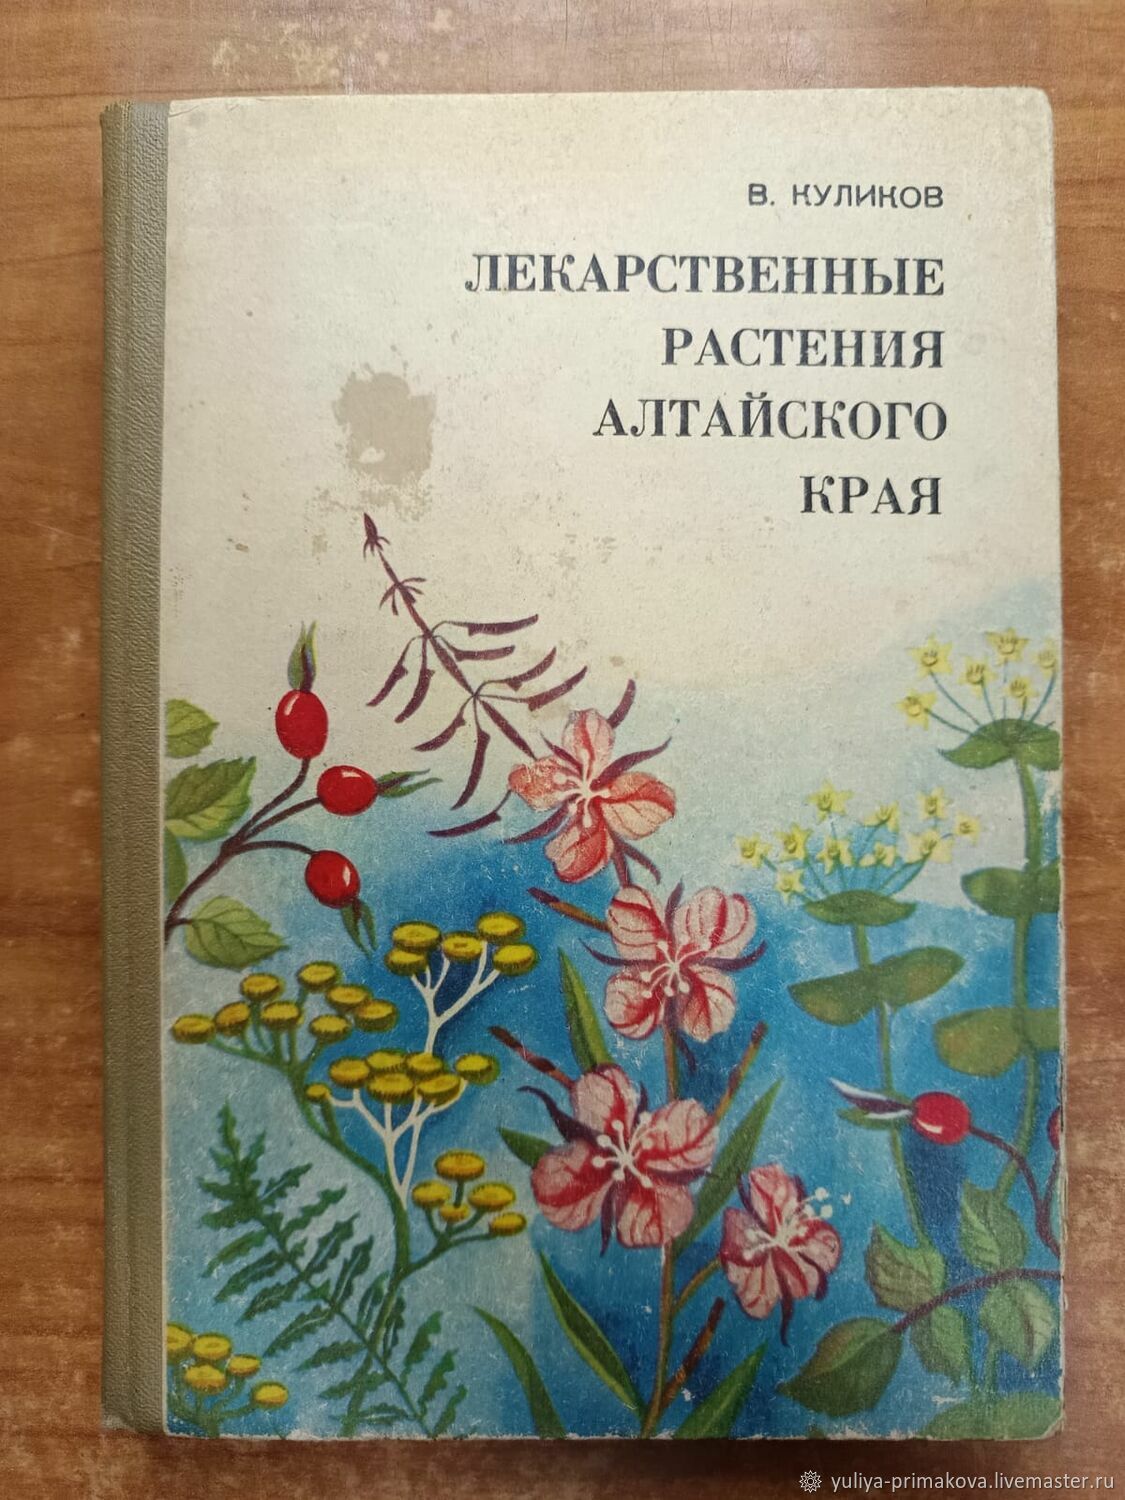 В. КУЛИКОВ
ЛЕКАРСТВЕННЫЕ
РАСТЕНИЯ
АЛТАЙСКОГО
КРАЯ
yuliya-primakova.livemaster.ru